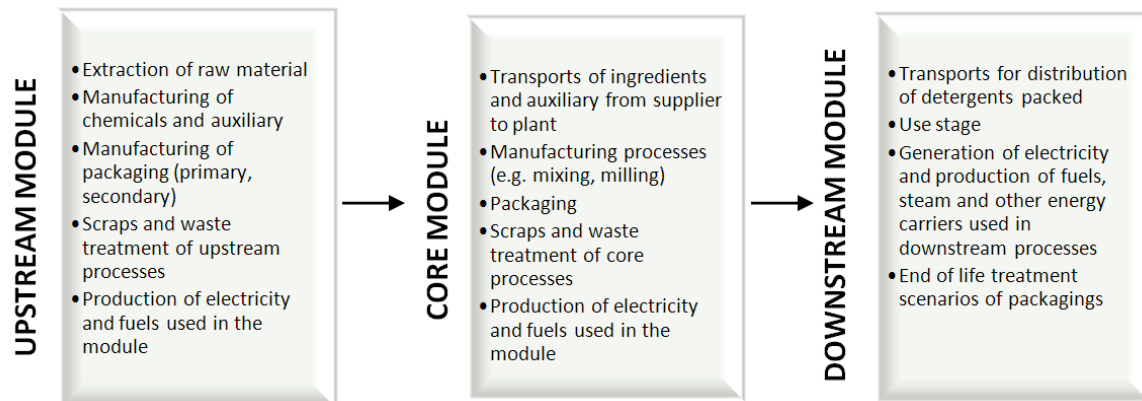 UPSTREAM MODULE
•Extraction of raw material
•Manufacturing of
chemicals and auxiliary
•Manufacturing of
packaging (primary,
secondary)
•Scraps and waste
treatment of upstream
processes
•Production of electricity
and fuels used in the
module
CORE MODULE
•Transports of ingredients
and auxiliary from supplier
to plant
•Manufacturing processes
(e.g. mixing, milling)
•Packaging
•Scraps and waste
treatment of core
processes
•Production of electricity
and fuels used in the
module
DOWNSTREAM MODULE
•Transports for distribution
of detergents packed
•Use stage
•Generation of electricity
and production of fuels,
steam and other energy
carriers used in
downstream processes
•End of life treatment
scenarios of packagings